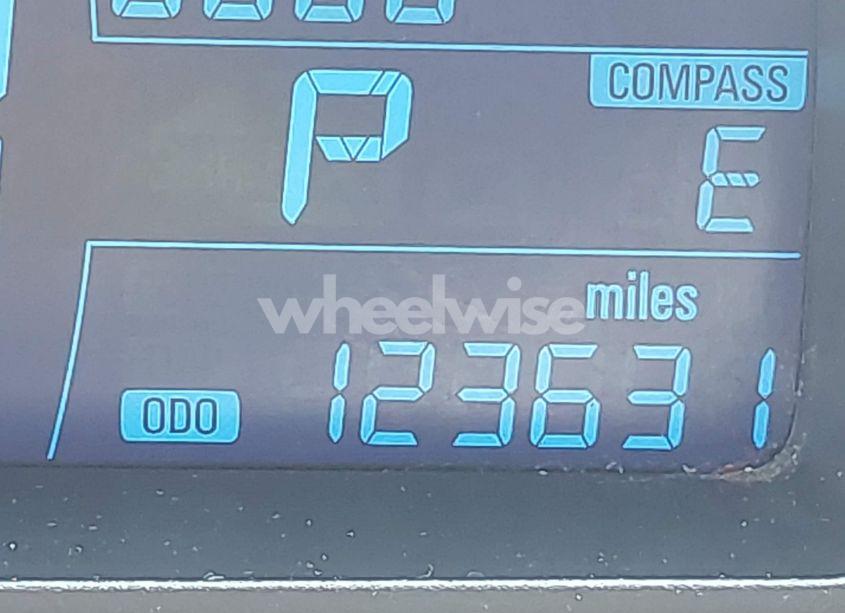 P
COMPASS
E
wheelwise
miles
ODO 123631